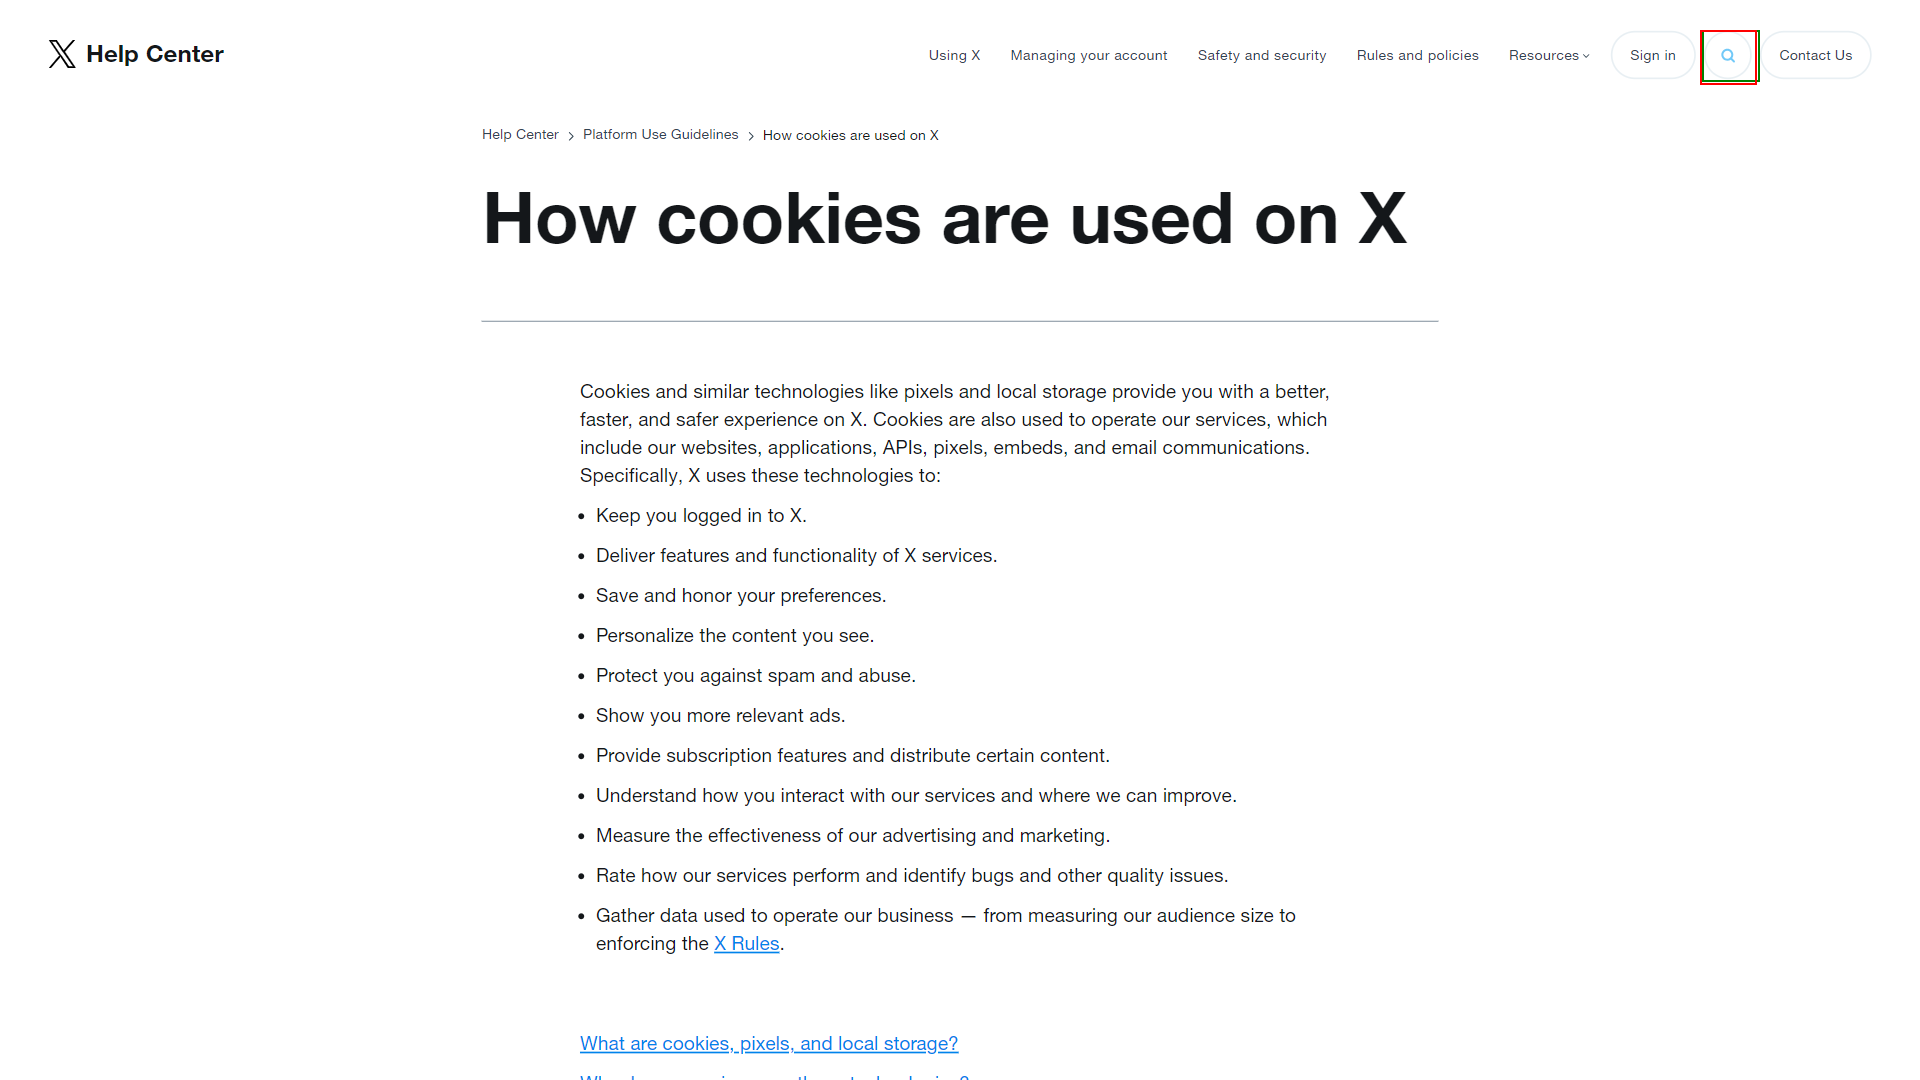 Help Center
Using X
Managing your account
Safety and security
Rules and policies
Resources
Sign in
Contact Us
Help Center
Platform Use Guidelines
How cookies are used on X
How cookies are used on X
Cookies and similar technologies like pixels and local storage provide you with a better,
faster, and safer experience on X. Cookies are also used to operate our services, which
include our websites, applications, APIs, pixels, embeds, and email communications.
Specifically, X uses these technologies to:
• Keep you logged in to X.
• Deliver features and functionality of X services.
• Save and honor your preferences.
• Personalize the content you see.
• Protect you against spam and abuse.
• Show you more relevant ads.
• Provide subscription features and distribute certain content.
• Understand how you interact with our services and where we can improve.
• Measure the effectiveness of our advertising and marketing.
• Rate how our services perform and identify bugs and other quality issues.
• Gather data used to operate our business — from measuring our audience size to
enforcing the X Rules.
What are cookies, pixels, and local storage?